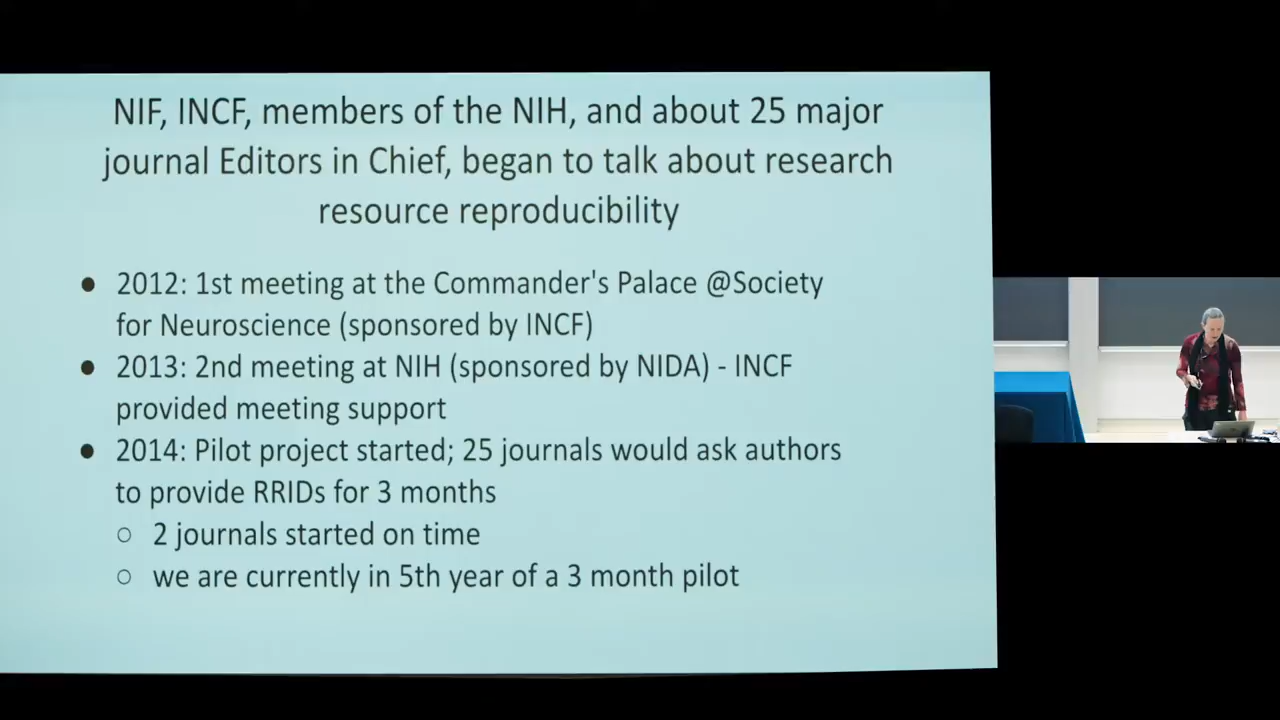 NIF, INCF, members of the NIH, and about 25 major
journal Editors in Chief, began to talk about research
resource reproducibility
● 2012: 1st meeting at the Commander's Palace @Society
for Neuroscience (sponsored by INCF)
● 2013: 2nd meeting at NIH (sponsored by NIDA) - INCF
provided meeting support
● 2014: Pilot project started; 25 journals would ask authors
to provide RRIDs for 3 months
○ 2 journals started on time
○ we are currently in 5th year of a 3 month pilot